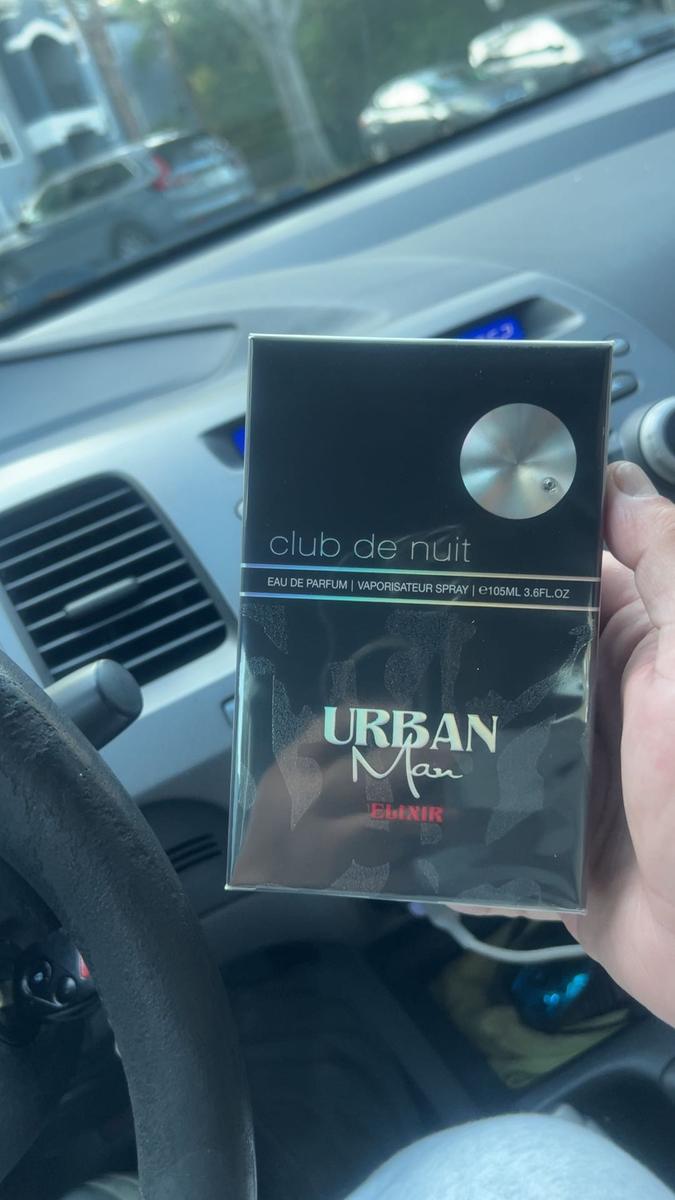 club de nuit
EAU DE PARFUM | VAPORISATEUR SPRAY | ℮105ML 3.6FL.OZ
URBAN
Man
ELIXIR